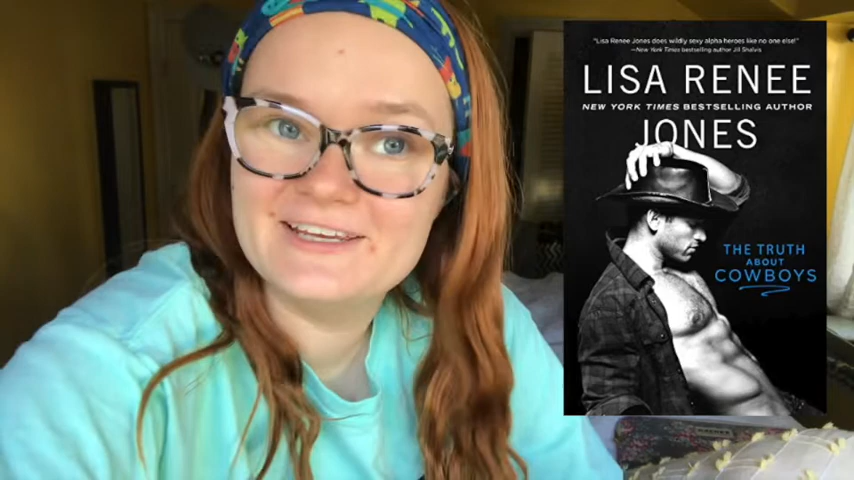 "Lisa Renee Jones does wildly sexy alpha heroes like no one else!"
—New York Times bestselling author Jill Shalvis
LISA RENEE
NEW YORK TIMES BESTSELLING AUTHOR
JONES
THE TRUTH
ABOUT
COWBOYS